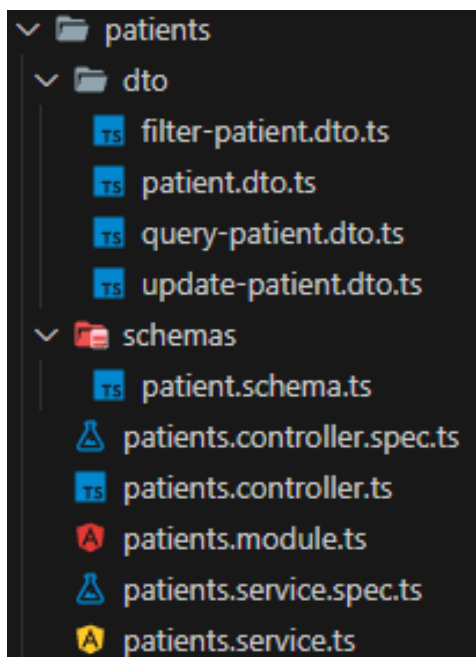 patients
dto
TS filter-patient.dto.ts
TS patient.dto.ts
TS query-patient.dto.ts
TS update-patient.dto.ts
schemas
TS patient.schema.ts
patients.controller.spec.ts
TS patients.controller.ts
patients.module.ts
patients.service.spec.ts
patients.service.ts